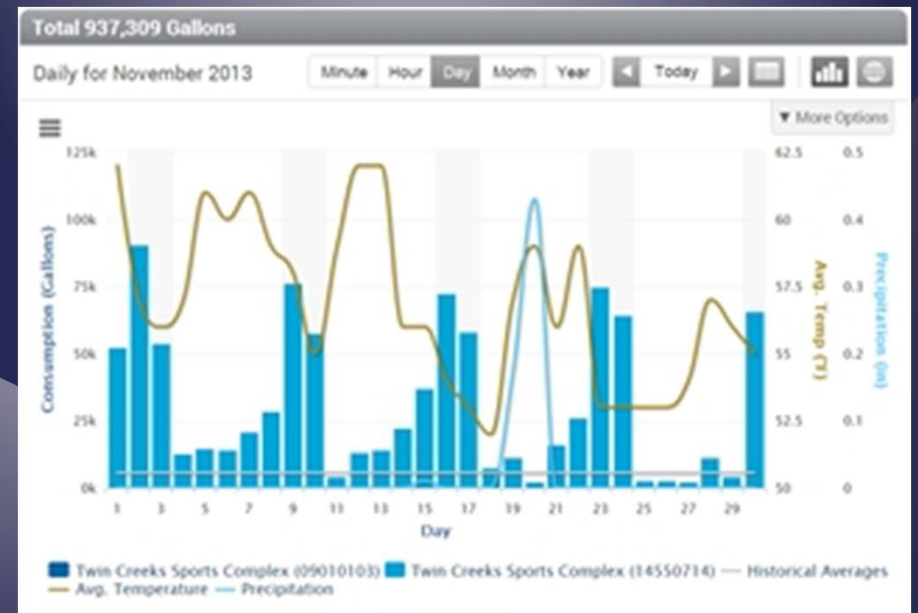 Total 937,309 Gallons
Daily for November 2013
Minute Hour Day Month Year Today
▼ More Options
125k 62.5 0.5
100k 60 0.4
75k 57.5 0.3
50k 55 0.2
25k 52.5 0.1
0k 50 0
Consumption (Gallons)
Avg. Temp (°F)
Precipitation (in)
1 3 5 7 9 11 13 15 17 19 21 23 25 27 29
Day
Twin Creeks Sports Complex (09010103) Twin Creeks Sports Complex (14550714) Historical Averages
Avg. Temperature Precipitation